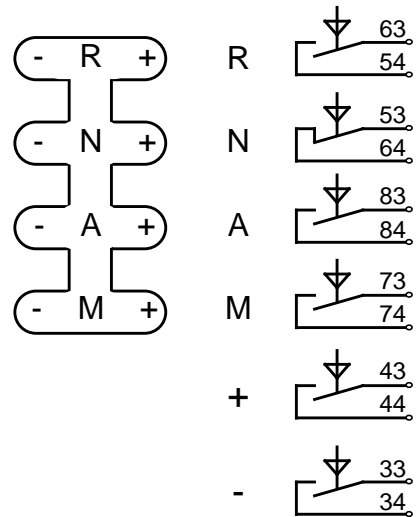 - R + R 63
54
- N + N 53
64
- A + A 83
84
- M + M 73
74
+ 43
44
- 33
34